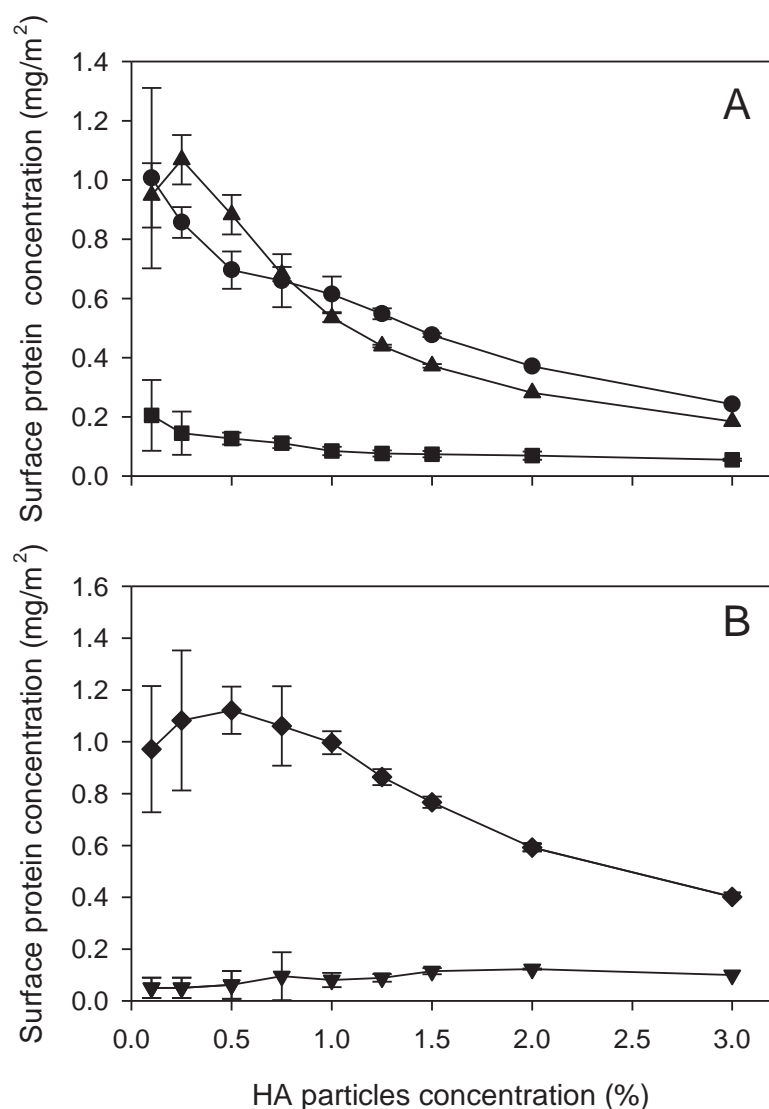 Surface protein concentration (mg/m²)
A
1.4
1.2
1.0
0.8
0.6
0.4
0.2
0.0
Surface protein concentration (mg/m²)
B
1.6
1.4
1.2
1.0
0.8
0.6
0.4
0.2
0.0
0.0 0.5 1.0 1.5 2.0 2.5 3.0
HA particles concentration (%)